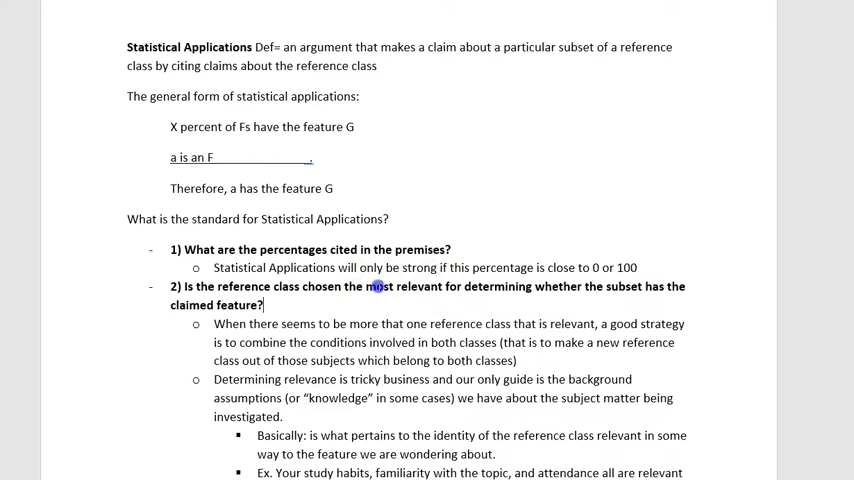 Statistical Applications Def= an argument that makes a claim about a particular subset of a reference
class by citing claims about the reference class
The general form of statistical applications:
X percent of Fs have the feature G
a is an F .
Therefore, a has the feature G
What is the standard for Statistical Applications?
- 1) What are the percentages cited in the premises?
o Statistical Applications will only be strong if this percentage is close to 0 or 100
- 2) Is the reference class chosen the most relevant for determining whether the subset has the
claimed feature?
o When there seems to be more that one reference class that is relevant, a good strategy
is to combine the conditions involved in both classes (that is to make a new reference
class out of those subjects which belong to both classes)
o Determining relevance is tricky business and our only guide is the background
assumptions (or “knowledge” in some cases) we have about the subject matter being
investigated.
▪ Basically: is what pertains to the identity of the reference class relevant in some
way to the feature we are wondering about.
▪ Ex. Your study habits, familiarity with the topic, and attendance all are relevant